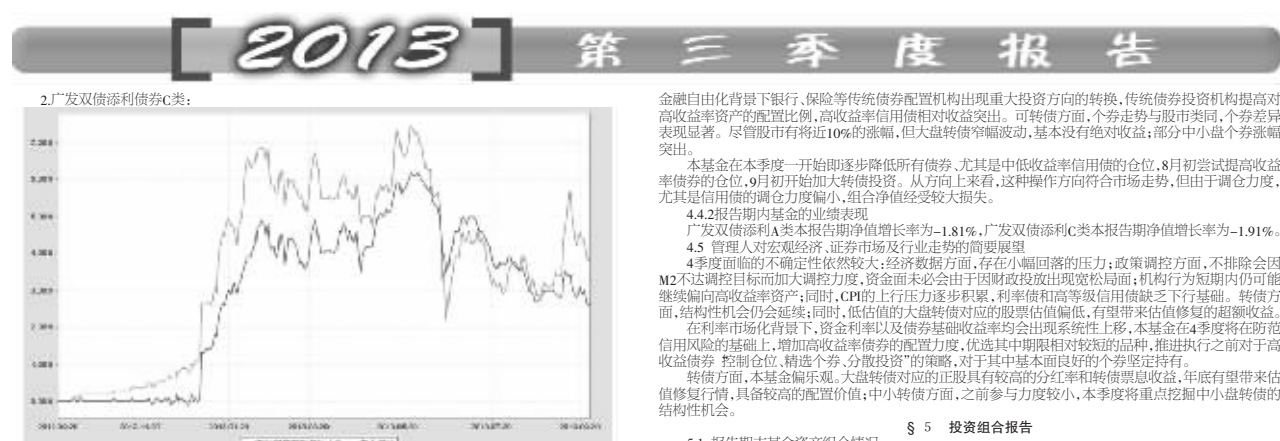 2013
第三季度报告
2.广发双债添利债券C类：
金融自由化背景下银行、保险等传统债券配置机构出现重大投资方向的转换，传统债券投资机构提高对
高收益率资产的配置比例，高收益率信用债相对收益突出。可转债方面，个券走势与股市类同，个券差异
表现显著。尽管股市有将近10%的涨幅，但大盘转债窄幅波动，基本没有绝对收益；部分中小盘个券涨幅
突出。
本基金在本季度一开始即逐步降低所有债券、尤其是中低收益率信用债的仓位，8月初尝试提高收益
率债券的仓位，9月初开始加大转债投资。从方向上来看，这种操作方向符合市场走势，但由于调仓力度，
尤其是信用债的调仓力度偏小，组合净值经受较大损失。
4.4.2报告期内基金的业绩表现
广发双债添利A类本报告期净值增长率为-1.81%，广发双债添利C类本报告期净值增长率为-1.91%。
4.5 管理人对宏观经济、证券市场及行业走势的简要展望
4季度面临的不确定性依然较大：经济数据方面，存在小幅回落的压力；政策调控方面，不排除会因
M2不达调控目标而加大调控力度，资金面未必会由于因财政投放出现宽松局面；机构行为短期内仍可能
继续偏向高收益率资产；同时，CPI的上行压力逐步积累，利率债和高等级信用债缺乏下行基础。转债方
面，结构性机会仍会延续；同时，低估值的大盘转债对应的股票估值偏低，有望带来估值修复的超额收益。
在利率市场化背景下，资金利率以及债券基础收益率均会出现系统性上移，本基金在4季度将在防范
信用风险的基础上，增加高收益率债券的配置力度，优选其中期限相对较短的品种，推进执行之前对于高
收益债券“控制仓位、精选个券、分散投资”的策略，对于其中基本面良好的个券坚定持有。
转债方面，本基金偏乐观。大盘转债对应的正股具有较高的分红率和转债票息收益，年底有望带来估
值修复行情，具备较高的配置价值；中小转债方面，之前参与力度较小，本季度将重点挖掘中小盘转债的
结构性机会。
§ 5 投资组合报告
5.1 报告期末基金资产组合情况